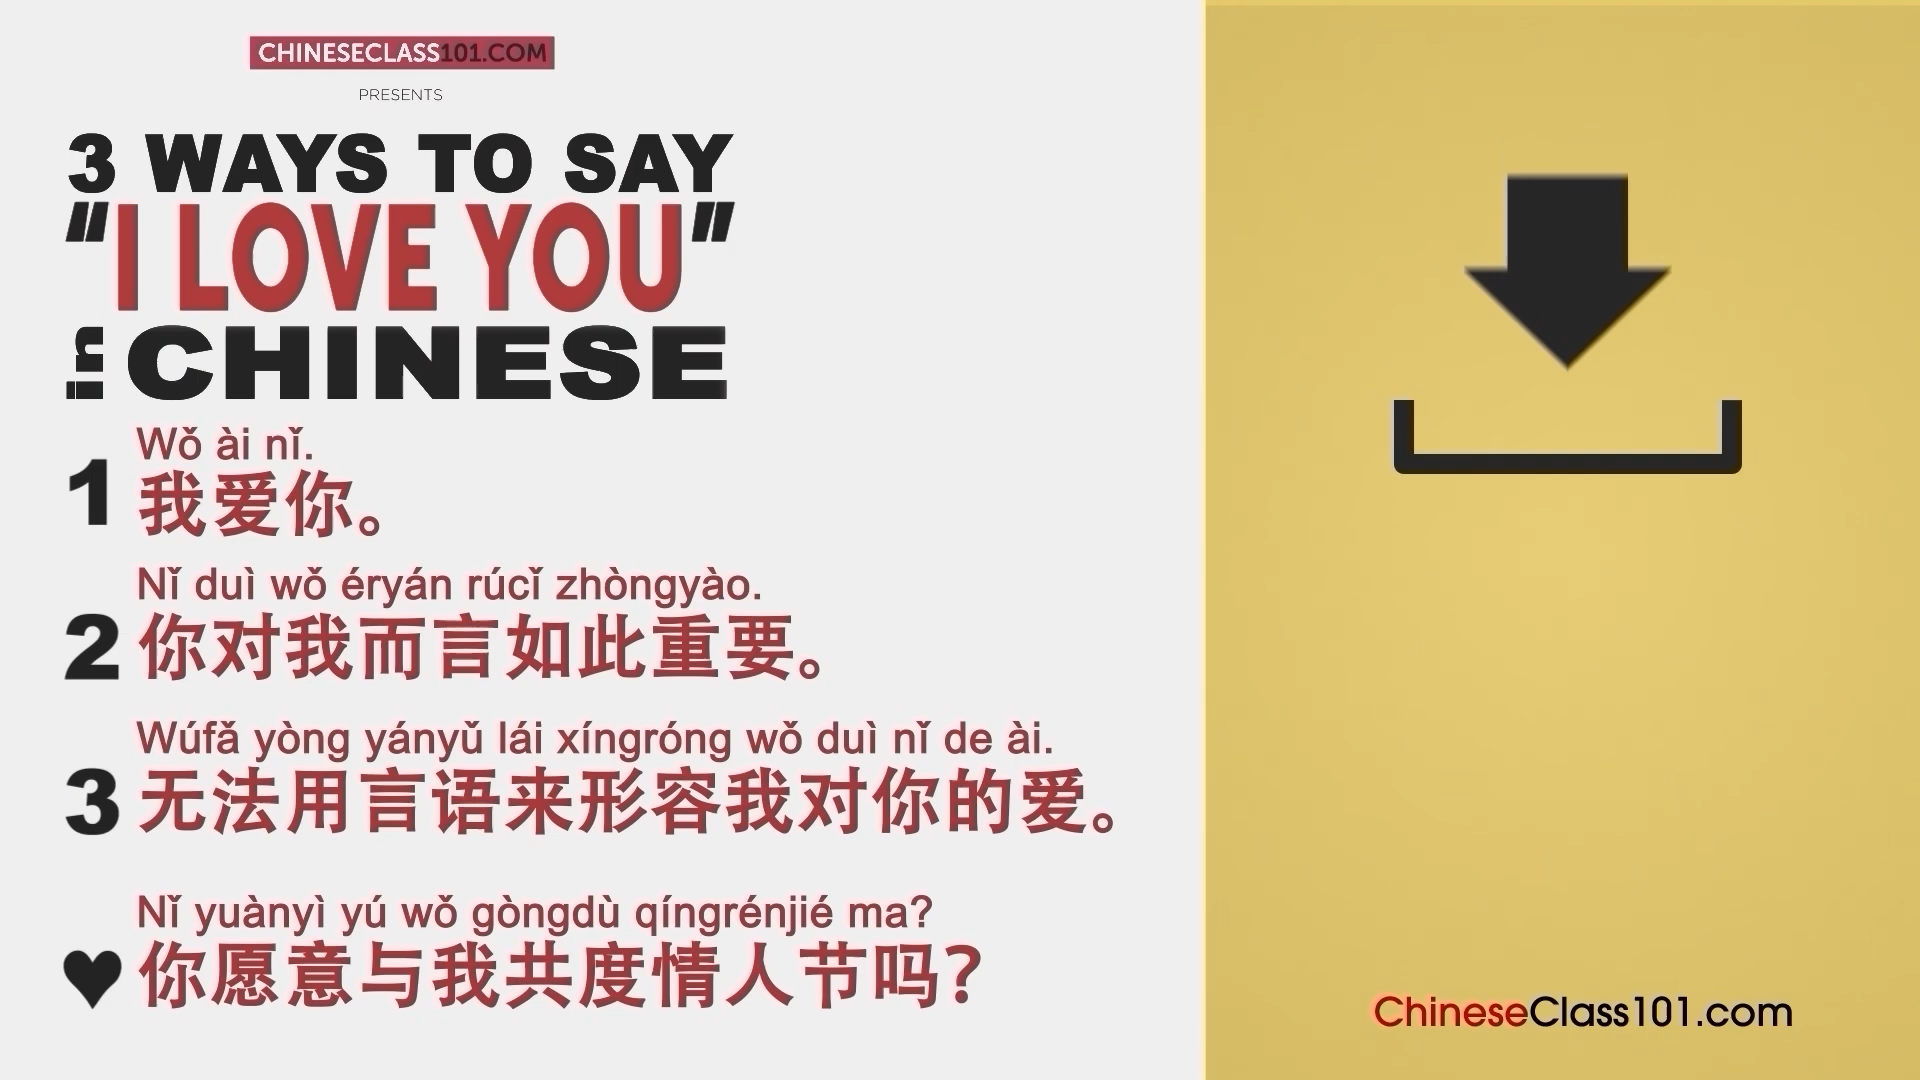 CHINESECLASS101.COM
PRESENTS
3 WAYS TO SAY
"I LOVE YOU"
in CHINESE
1
Wǒ ài nǐ.
我爱你。
2
Nǐ duì wǒ éryán rúcǐ zhòngyào.
你对我而言如此重要。
3
Wúfǎ yòng yányǔ lái xíngróng wǒ duì nǐ de ài.
无法用言语来形容我对你的爱。
Nǐ yuànyì yú wǒ gòngdù qíngrénjié ma?
♥ 你愿意与我共度情人节吗?
ChineseClass101.com